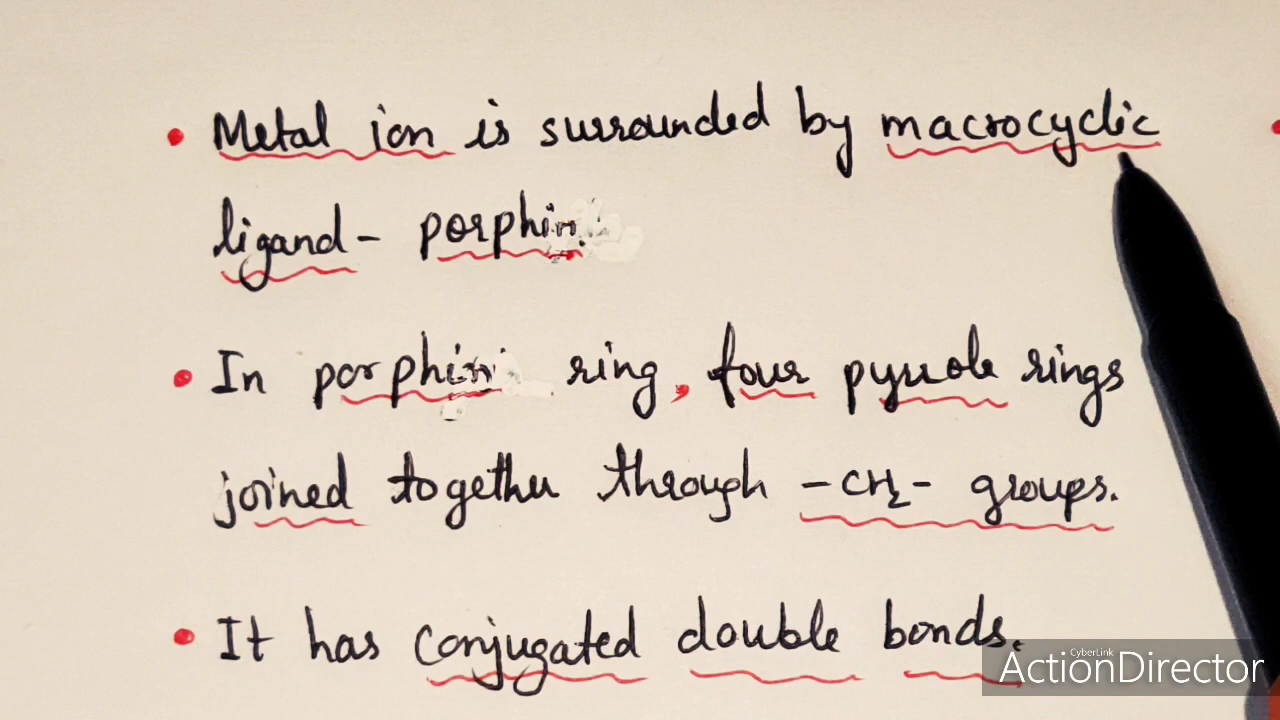 • Metal ion is surrounded by macrocyclic
ligand - porphin.
• In porphin ring, four pyrrole rings
joined together through -CH2- groups.
• It has conjugated double bonds.
CyberLink
ActionDirector